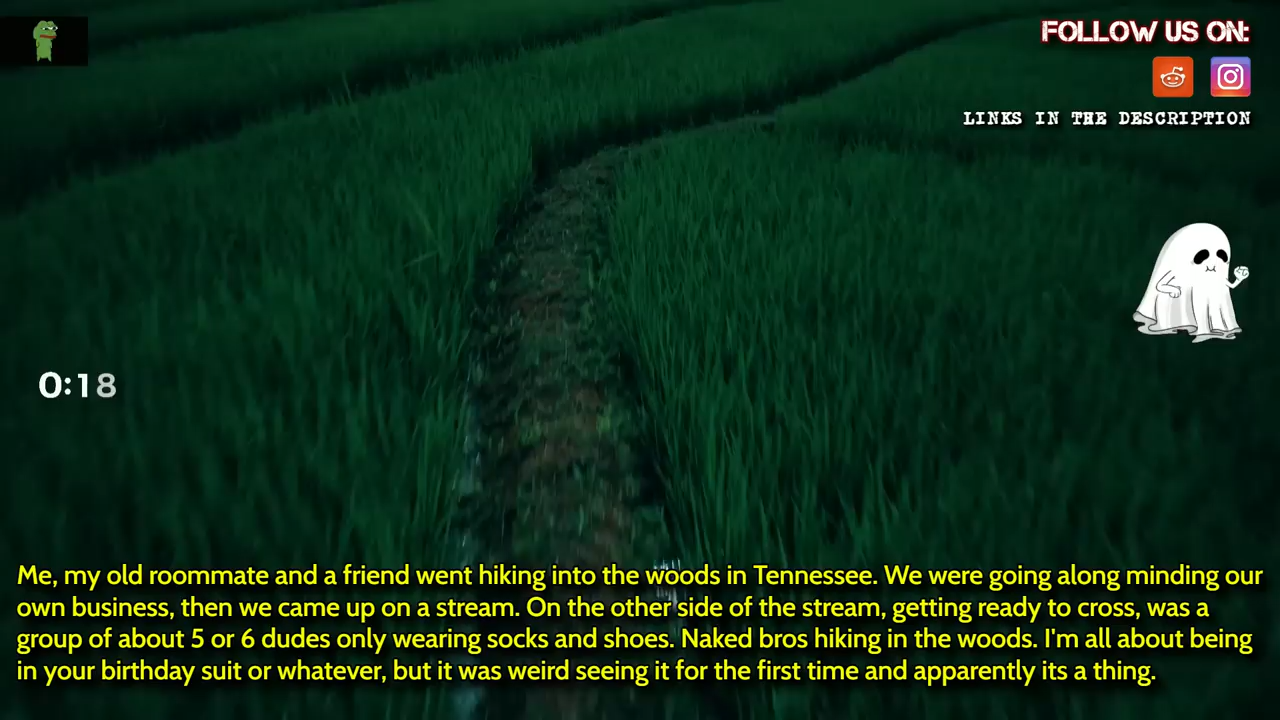 FOLLOW US ON:
LINKS IN THE DESCRIPTION
0:18
Me, my old roommate and a friend went hiking into the woods in Tennessee. We were going along minding our
own business, then we came up on a stream. On the other side of the stream, getting ready to cross, was a
group of about 5 or 6 dudes only wearing socks and shoes. Naked bros hiking in the woods. I'm all about being
in your birthday suit or whatever, but it was weird seeing it for the first time and apparently its a thing.